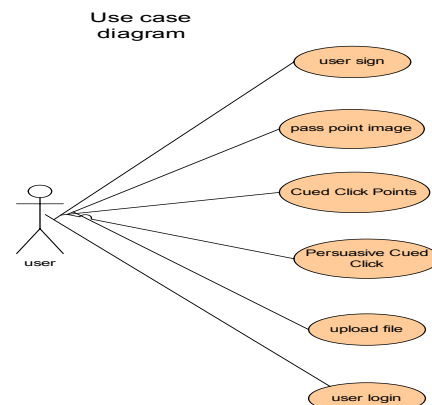 Use case
diagram
user sign
pass point image
Cued Click Points
Persuasive Cued
Click
upload file
user login
user